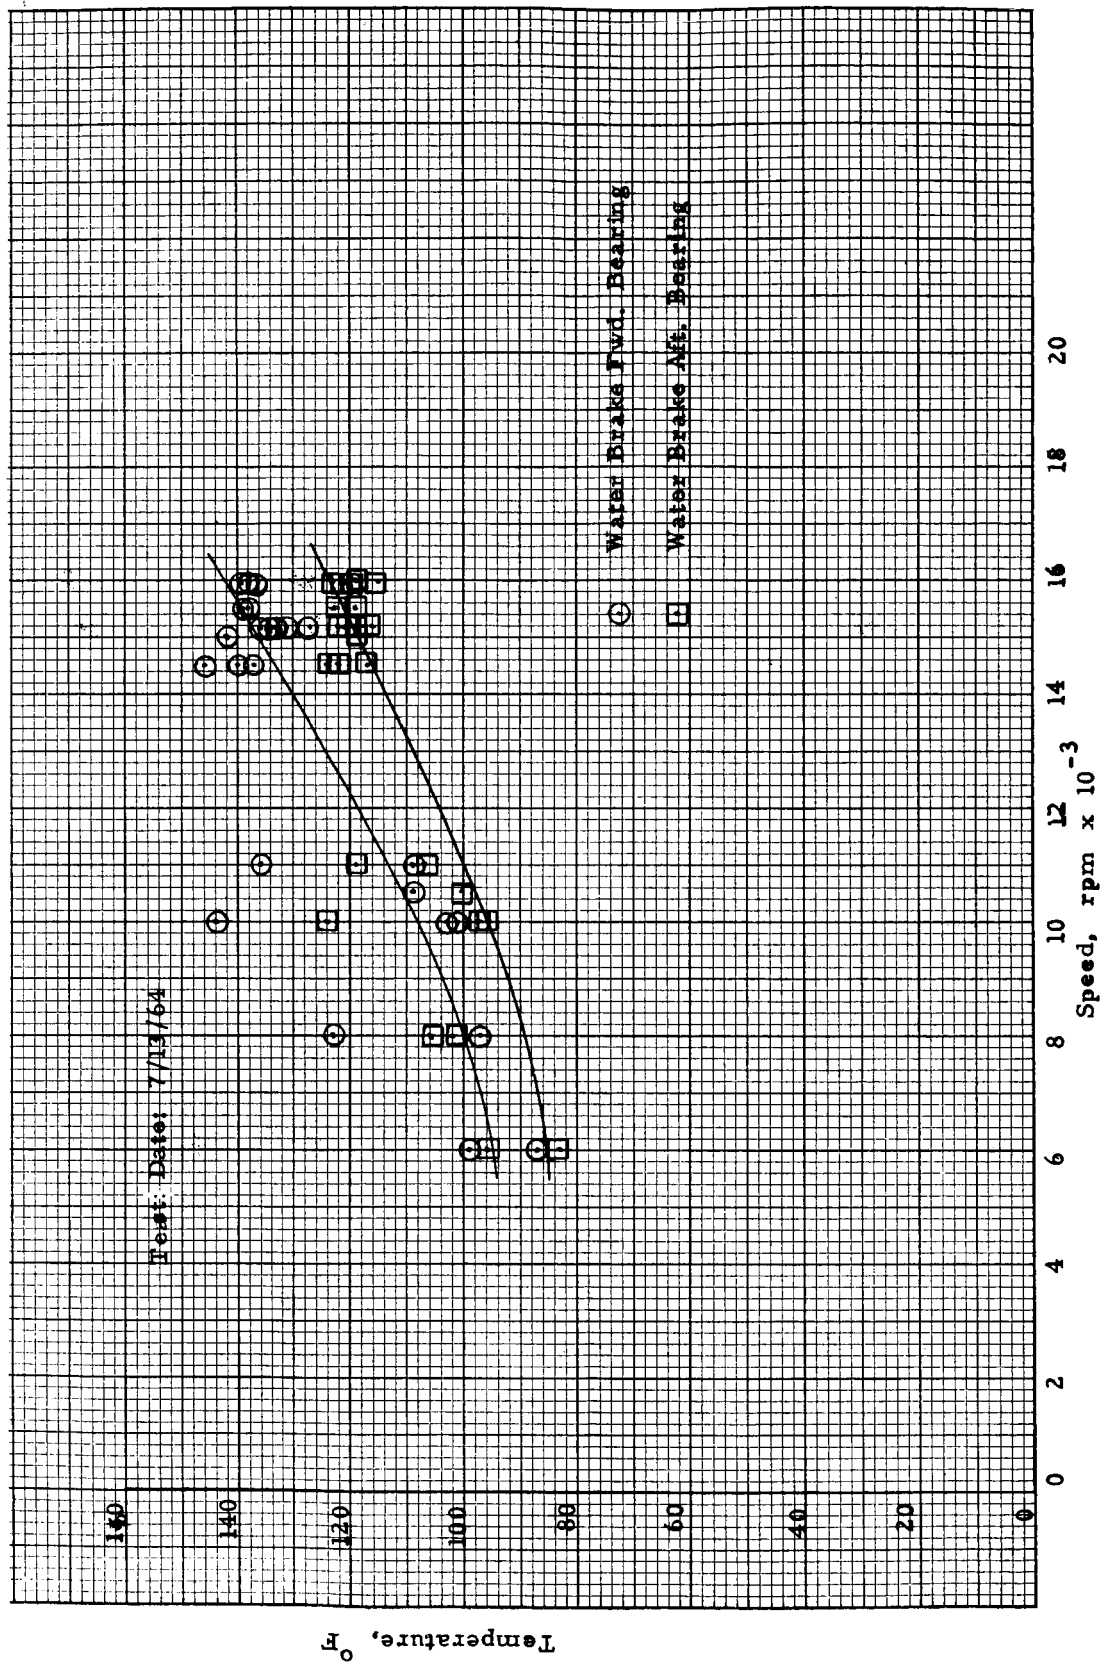 Test Date: 7/13/64
Water Brake Fwd. Bearing
Water Brake Aft. Bearing
Temperature, °F
160
140
120
100
80
60
40
20
0
0 2 4 6 8 10 12 14 16 18 20
Speed, rpm x 10-3